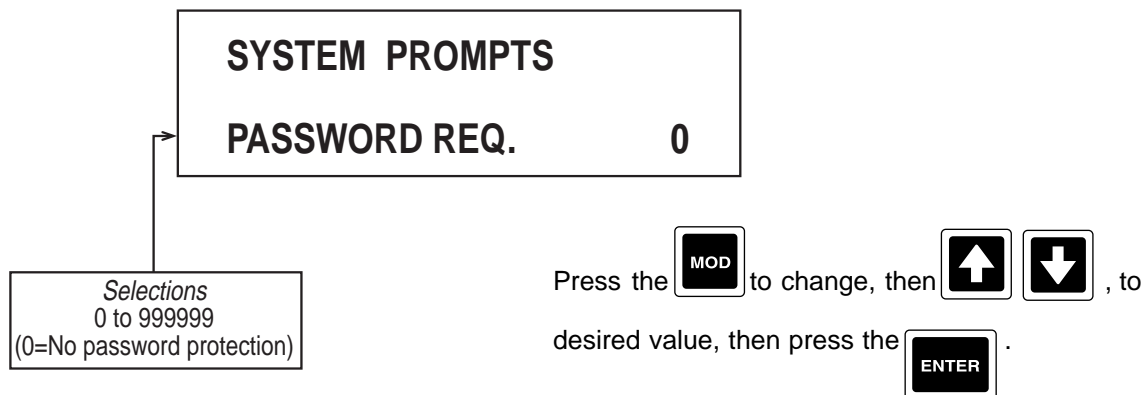 SYSTEM PROMPTS
PASSWORD REQ. 0
Selections
0 to 999999
(0=No password protection)
Press the MOD to change, then , to
desired value, then press the ENTER .